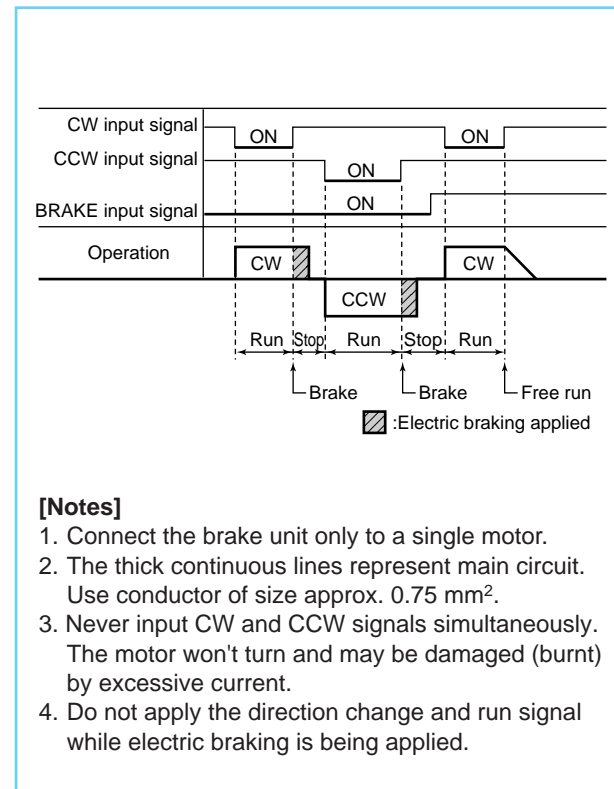 CW input signal
ON
ON
CCW input signal
ON
BRAKE input signal
ON
Operation
CW
CW
CCW
Run Stop Run Stop Run
Brake
Brake
Free run
:Electric braking applied
[Notes]
1. Connect the brake unit only to a single motor.
2. The thick continuous lines represent main circuit.
Use conductor of size approx. 0.75 mm².
3. Never input CW and CCW signals simultaneously.
The motor won't turn and may be damaged (burnt)
by excessive current.
4. Do not apply the direction change and run signal
while electric braking is being applied.